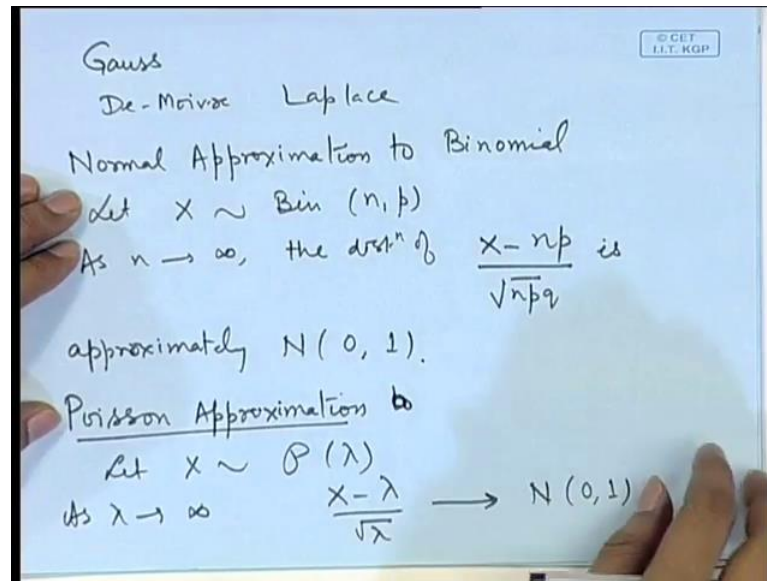 © CET
I.I.T. KGP
Gauss
De-Moivre Laplace
Normal Approximation to Binomial
Let X ~ Bin (n, p)
As n → ∞, the distⁿ of (X - np)/√npq is
approximately N(0, 1).
Poisson Approximation to
Let X ~ P(λ)
As λ → ∞ (X - λ)/√λ → N(0,1)